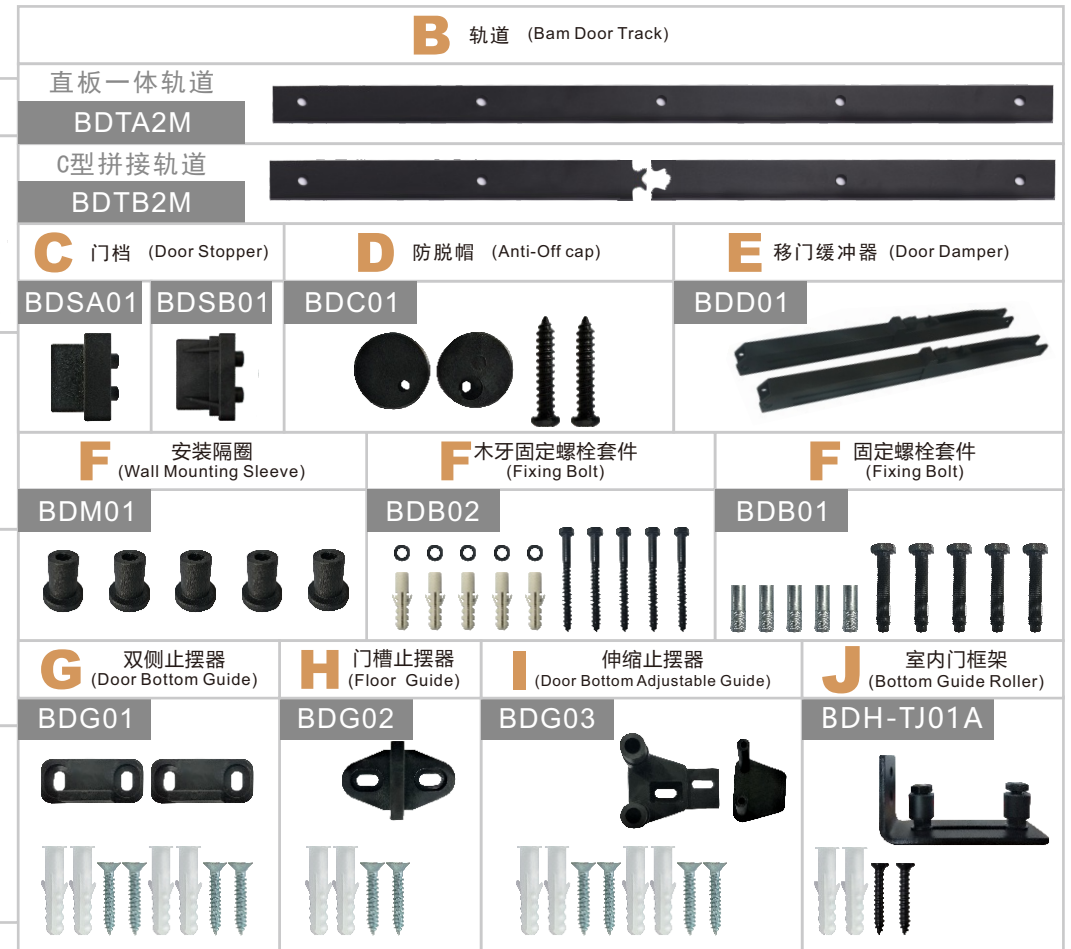 B 轨道 (Bam Door Track)
直板一体轨道
BDTA2M
C型拼接轨道
BDTB2M
C 门档 (Door Stopper)
BDSA01
BDSB01
D 防脱帽 (Anti-Off cap)
BDC01
E 移门缓冲器 (Door Damper)
BDD01
F 安装隔圈
(Wall Mounting Sleeve)
BDM01
F 木牙固定螺栓套件
(Fixing Bolt)
BDB02
F 固定螺栓套件
(Fixing Bolt)
BDB01
G 双侧止摆器
(Door Bottom Guide)
BDG01
H 门槽止摆器
(Floor Guide)
BDG02
I 伸缩止摆器
(Door Bottom Adjustable Guide)
BDG03
J 室内门框架
(Bottom Guide Roller)
BDH-TJ01A